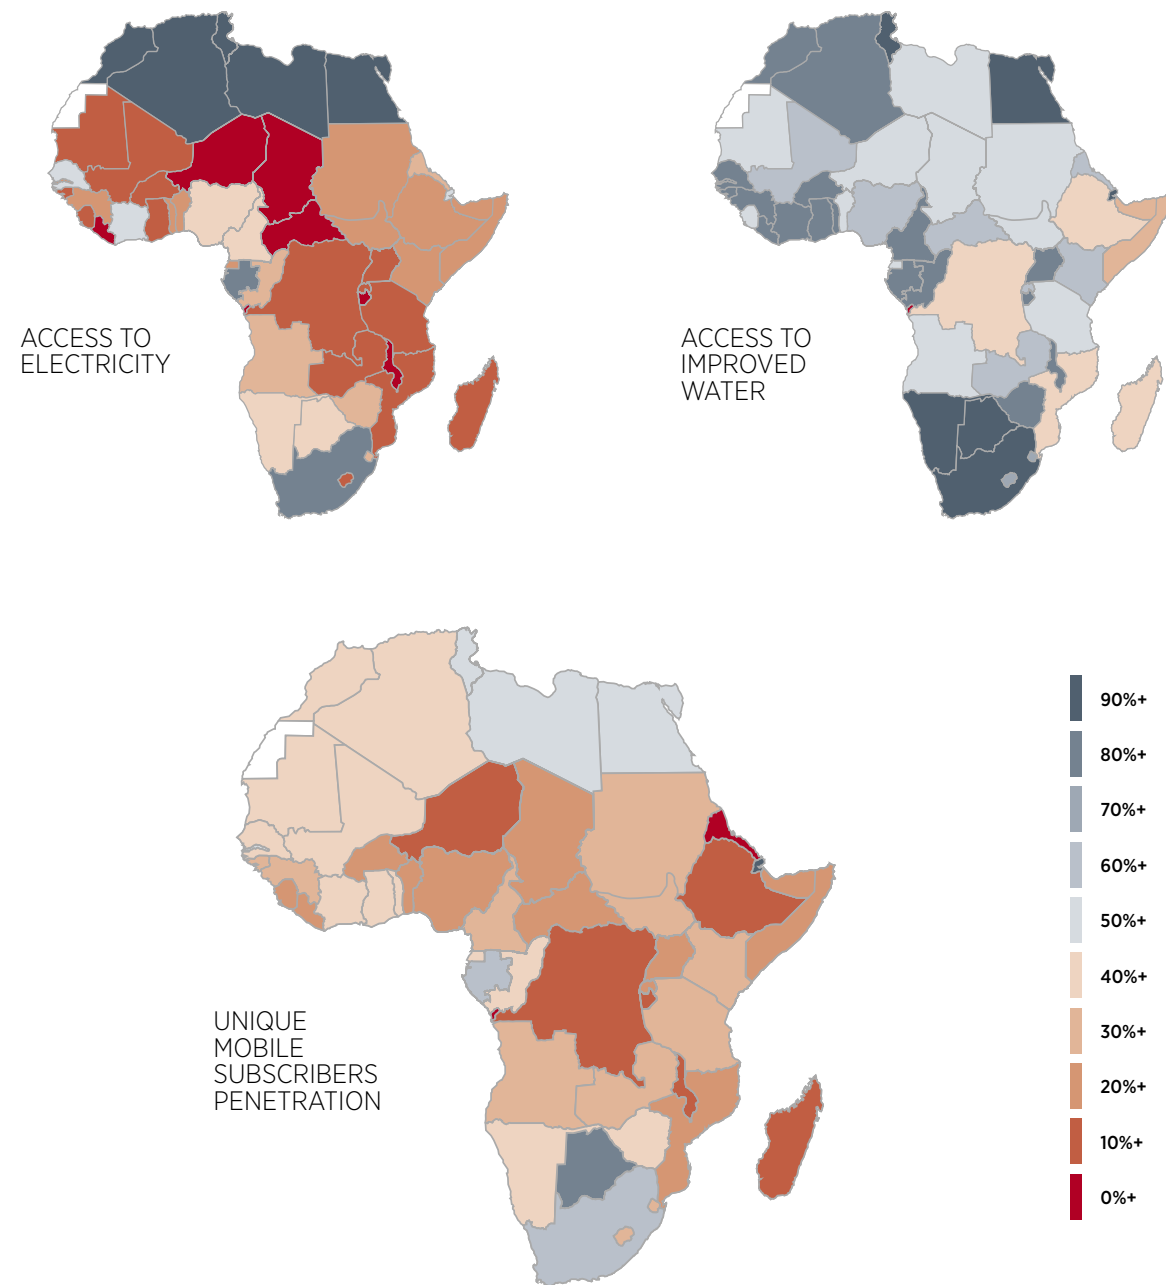 ACCESS TO
ELECTRICITY
ACCESS TO
IMPROVED
WATER
UNIQUE
MOBILE
SUBSCRIBERS
PENETRATION
90%+
80%+
70%+
60%+
50%+
40%+
30%+
20%+
10%+
0%+